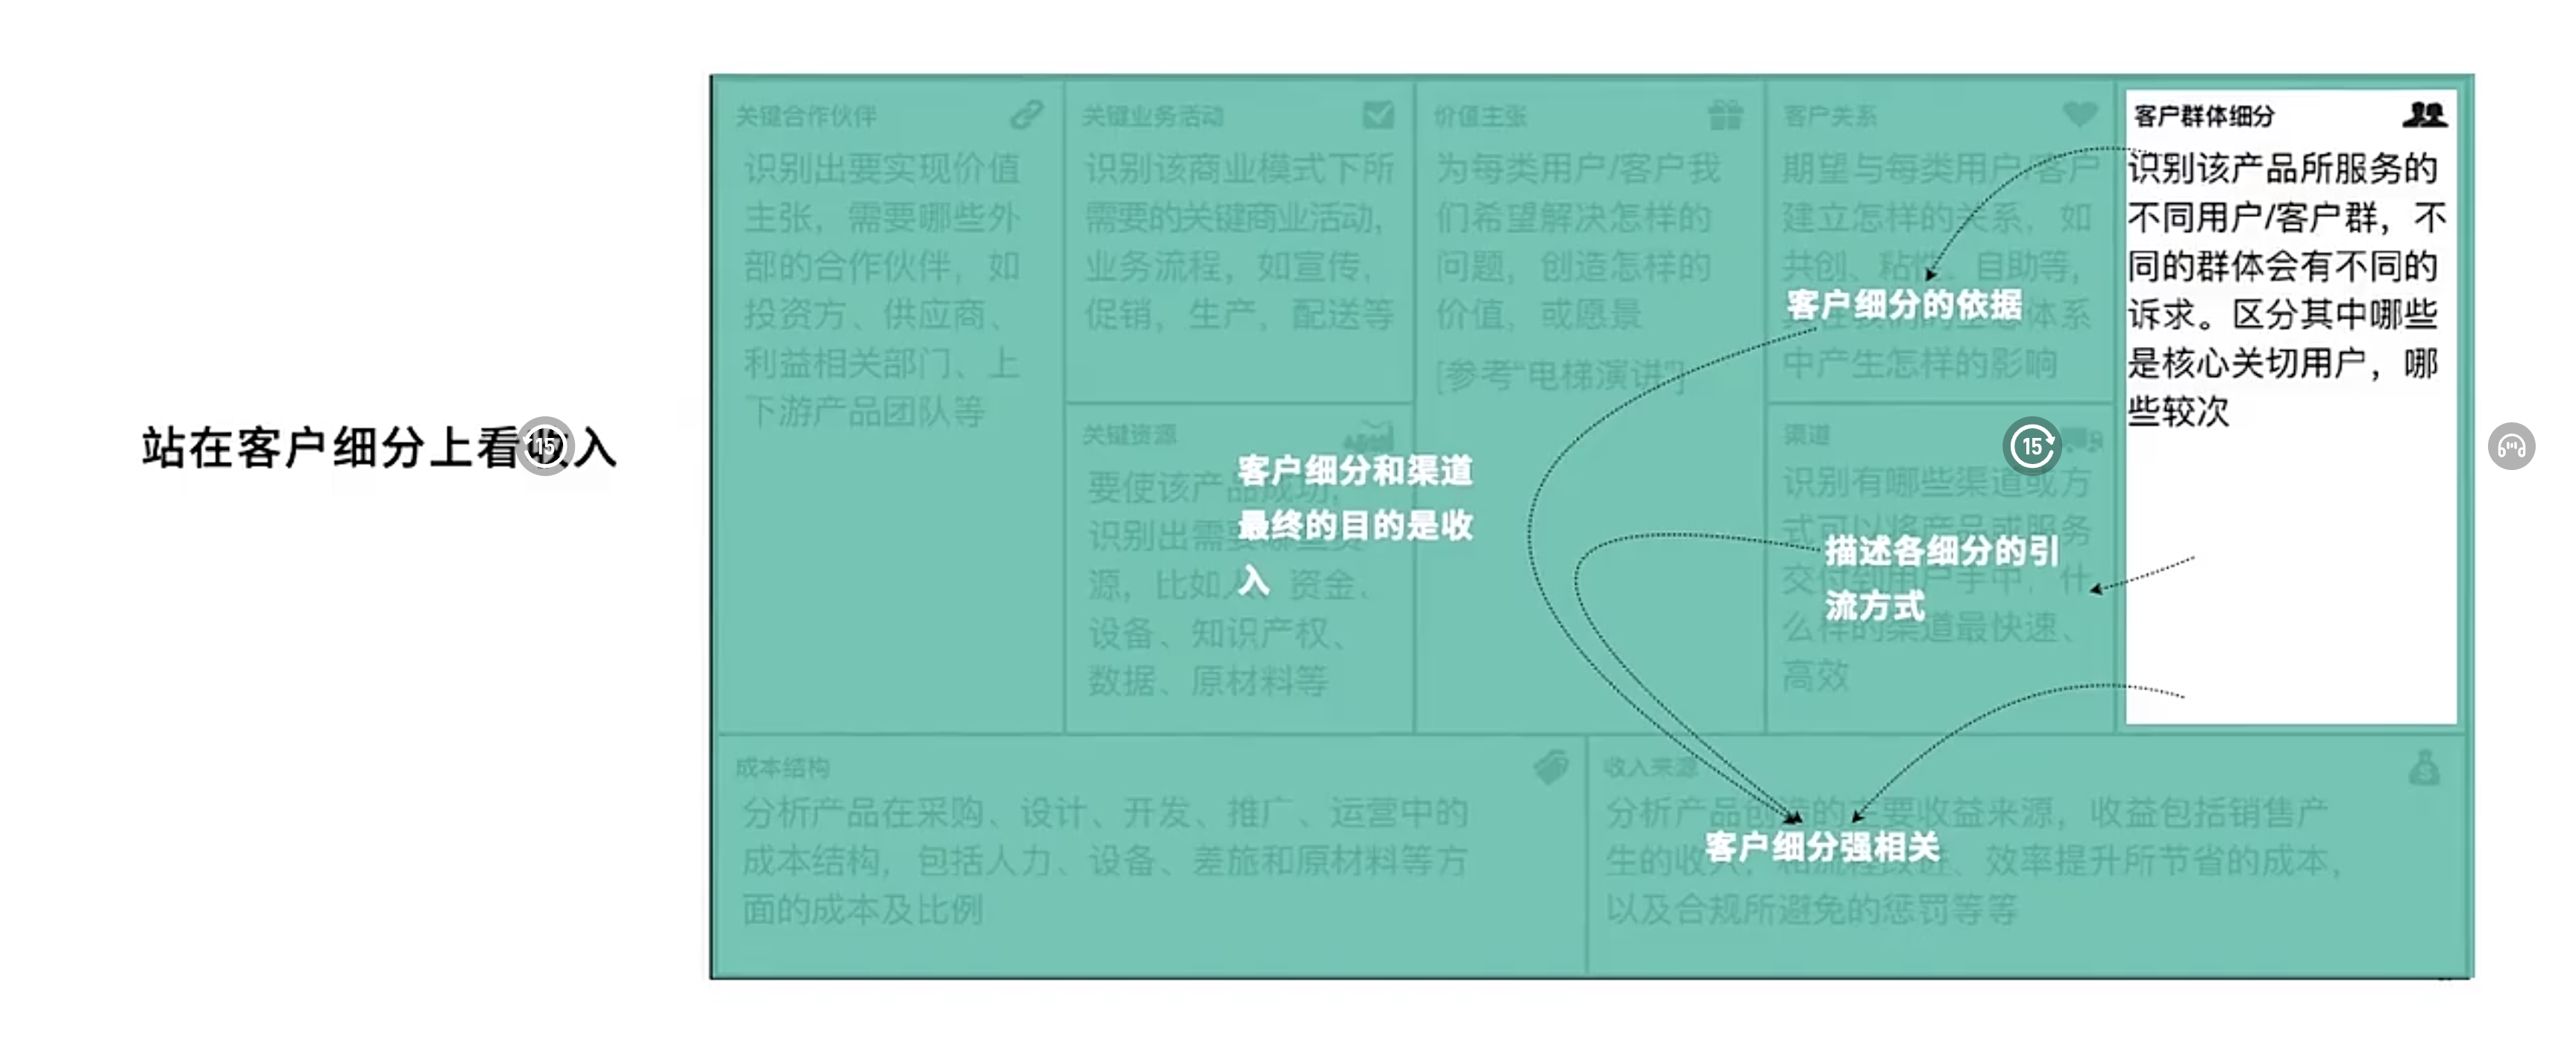 站在客户细分上看收入
15
关键合作伙伴
识别出要实现价值
主张，需要哪些外
部的合作伙伴，如
投资方、供应商、
利益相关部门、上
下游产品团队等
关键业务活动
识别该商业模式下所
需要的关键商业活动，
业务流程，如宣传、
促销，生产，配送等
关键资源
要使该产品成功，
识别出需要哪些资
源，比如人、资金、
设备、知识产权、
数据、原材料等
客户细分和渠道
最终的目的是收
入
价值主张
为每类用户/客户我
们希望解决怎样的
问题，创造怎样的
价值，或愿景
[参考“电梯演讲”]
客户关系
期望与每类用户/客户
建立怎样的关系，如
共创、粘性、自助等，
体系
中产生怎样的影响
客户细分的依据
渠道
15
识别有哪些渠道或方
式可以将产品或服务
交付到用户手中，什
么样的渠道最快速、
高效
描述各细分的引
流方式
客户群体细分
识别该产品所服务的
不同用户/客户群，不
同的群体会有不同的
诉求。区分其中哪些
是核心关切用户，哪
些较次
成本结构
分析产品在采购、设计、开发、推广、运营中的
成本结构，包括人力、设备、差旅和原材料等方
面的成本及比例
收入来源
分析产品创造的主要收益来源，收益包括销售产
生的收入，和流程改进、效率提升所节省的成本，
以及合规所避免的惩罚等等
客户细分强相关